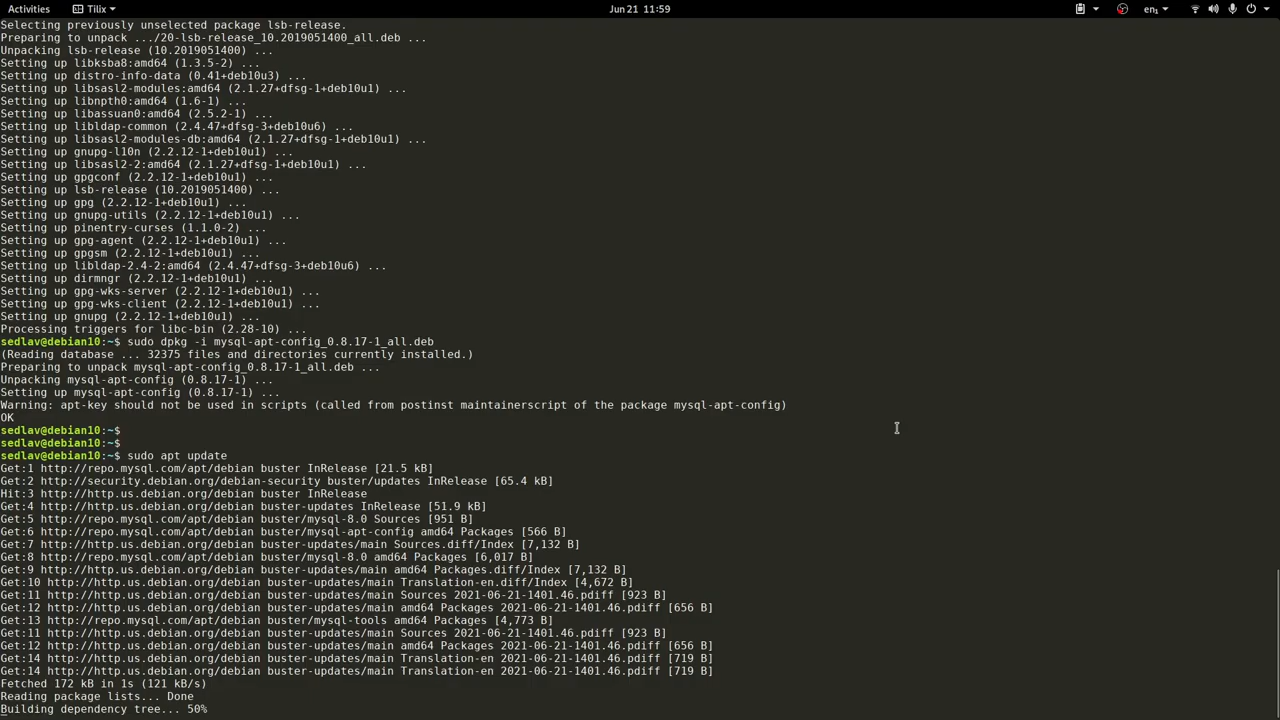 Activities
Tilix
Jun 21 11:59
en₁
Selecting previously unselected package lsb-release.
Preparing to unpack .../20-lsb-release_10.2019051400_all.deb ...
Unpacking lsb-release (10.2019051400) ...
Setting up libksba8:amd64 (1.3.5-2) ...
Setting up distro-info-data (0.41+deb10u3) ...
Setting up libsasl2-modules:amd64 (2.1.27+dfsg-1+deb10u1) ...
Setting up libnpth0:amd64 (1.6-1) ...
Setting up libassuan0:amd64 (2.5.2-1) ...
Setting up libldap-common (2.4.47+dfsg-3+deb10u6) ...
Setting up libsasl2-modules-db:amd64 (2.1.27+dfsg-1+deb10u1) ...
Setting up gnupg-l10n (2.2.12-1+deb10u1) ...
Setting up libsasl2-2:amd64 (2.1.27+dfsg-1+deb10u1) ...
Setting up gpgconf (2.2.12-1+deb10u1) ...
Setting up lsb-release (10.2019051400) ...
Setting up gpg (2.2.12-1+deb10u1) ...
Setting up gnupg-utils (2.2.12-1+deb10u1) ...
Setting up pinentry-curses (1.1.0-2) ...
Setting up gpg-agent (2.2.12-1+deb10u1) ...
Setting up gpgsm (2.2.12-1+deb10u1) ...
Setting up libldap-2.4-2:amd64 (2.4.47+dfsg-3+deb10u6) ...
Setting up dirmngr (2.2.12-1+deb10u1) ...
Setting up gpg-wks-server (2.2.12-1+deb10u1) ...
Setting up gpg-wks-client (2.2.12-1+deb10u1) ...
Setting up gnupg (2.2.12-1+deb10u1) ...
Processing triggers for libc-bin (2.28-10) ...
sedlav@debian10:~$ sudo dpkg -i mysql-apt-config_0.8.17-1_all.deb
(Reading database ... 32375 files and directories currently installed.)
Preparing to unpack mysql-apt-config_0.8.17-1_all.deb ...
Unpacking mysql-apt-config (0.8.17-1) ...
Setting up mysql-apt-config (0.8.17-1) ...
Warning: apt-key should not be used in scripts (called from postinst maintainerscript of the package mysql-apt-config)
OK
sedlav@debian10:~$
sedlav@debian10:~$
sedlav@debian10:~$ sudo apt update
Get:1 http://repo.mysql.com/apt/debian buster InRelease [21.5 kB]
Get:2 http://security.debian.org/debian-security buster/updates InRelease [65.4 kB]
Hit:3 http://http.us.debian.org/debian buster InRelease
Get:4 http://http.us.debian.org/debian buster-updates InRelease [51.9 kB]
Get:5 http://repo.mysql.com/apt/debian buster/mysql-8.0 Sources [951 B]
Get:6 http://repo.mysql.com/apt/debian buster/mysql-apt-config amd64 Packages [566 B]
Get:7 http://http.us.debian.org/debian buster-updates/main Sources.diff/Index [7,132 B]
Get:8 http://repo.mysql.com/apt/debian buster/mysql-8.0 amd64 Packages [6,017 B]
Get:9 http://http.us.debian.org/debian buster-updates/main amd64 Packages.diff/Index [7,132 B]
Get:10 http://http.us.debian.org/debian buster-updates/main Translation-en.diff/Index [4,672 B]
Get:11 http://http.us.debian.org/debian buster-updates/main Sources 2021-06-21-1401.46.pdiff [923 B]
Get:12 http://http.us.debian.org/debian buster-updates/main amd64 Packages 2021-06-21-1401.46.pdiff [656 B]
Get:13 http://repo.mysql.com/apt/debian buster/mysql-tools amd64 Packages [4,773 B]
Get:11 http://http.us.debian.org/debian buster-updates/main Sources 2021-06-21-1401.46.pdiff [923 B]
Get:12 http://http.us.debian.org/debian buster-updates/main amd64 Packages 2021-06-21-1401.46.pdiff [656 B]
Get:14 http://http.us.debian.org/debian buster-updates/main Translation-en 2021-06-21-1401.46.pdiff [719 B]
Get:14 http://http.us.debian.org/debian buster-updates/main Translation-en 2021-06-21-1401.46.pdiff [719 B]
Fetched 172 kB in 1s (121 kB/s)
Reading package lists... Done
Building dependency tree... 50%